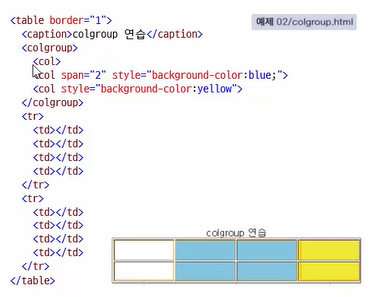 예제 02/colgroup.html
<table border="1">
<caption>colgroup 연습</caption>
<colgroup>
<col>
<col span="2" style="background-color:blue;">
<col style="background-color:yellow">
</colgroup>
<tr>
<td></td>
<td></td>
<td></td>
<td></td>
</tr>
<tr>
<td></td>
<td></td>
<td></td>
<td></td>
</tr>
</table>
colgroup 연습